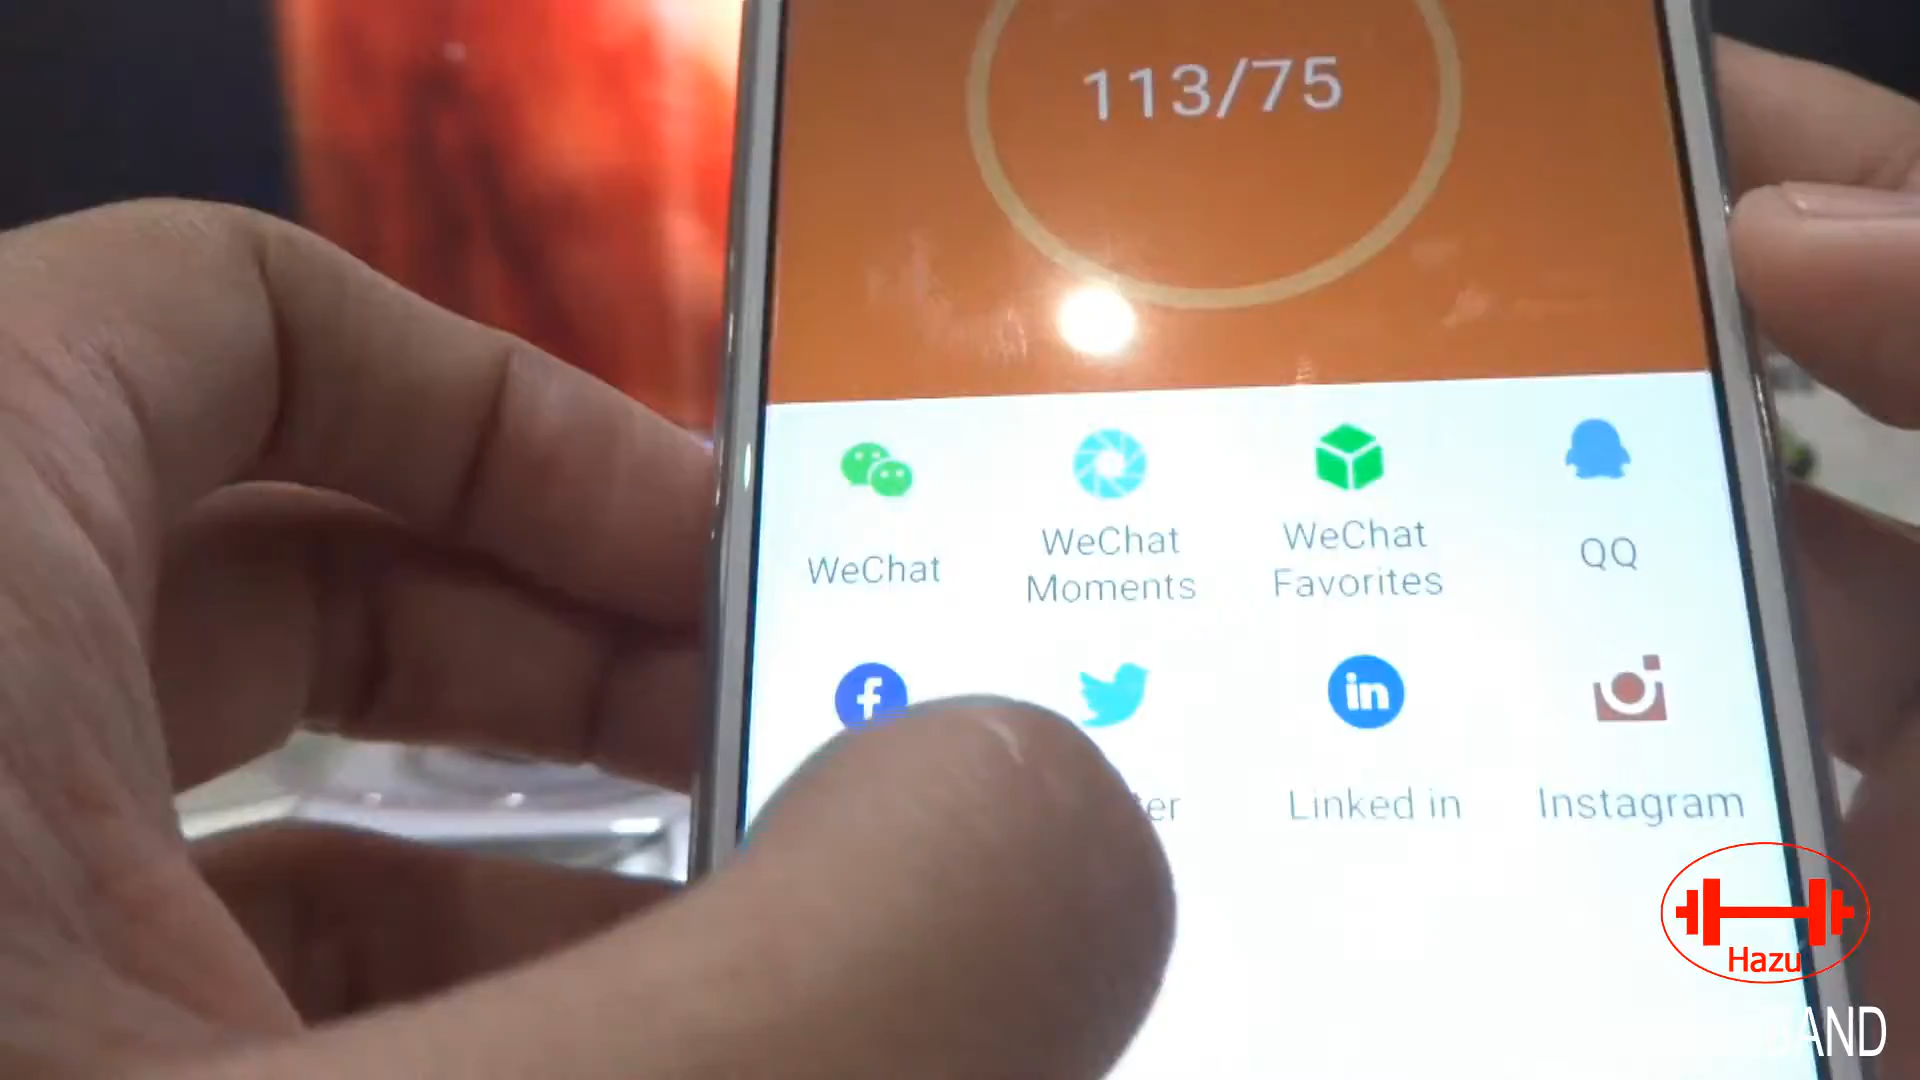 113/75
WeChat
WeChat
Moments
WeChat
Favorites
QQ
Linked in
Instagram
Hazu